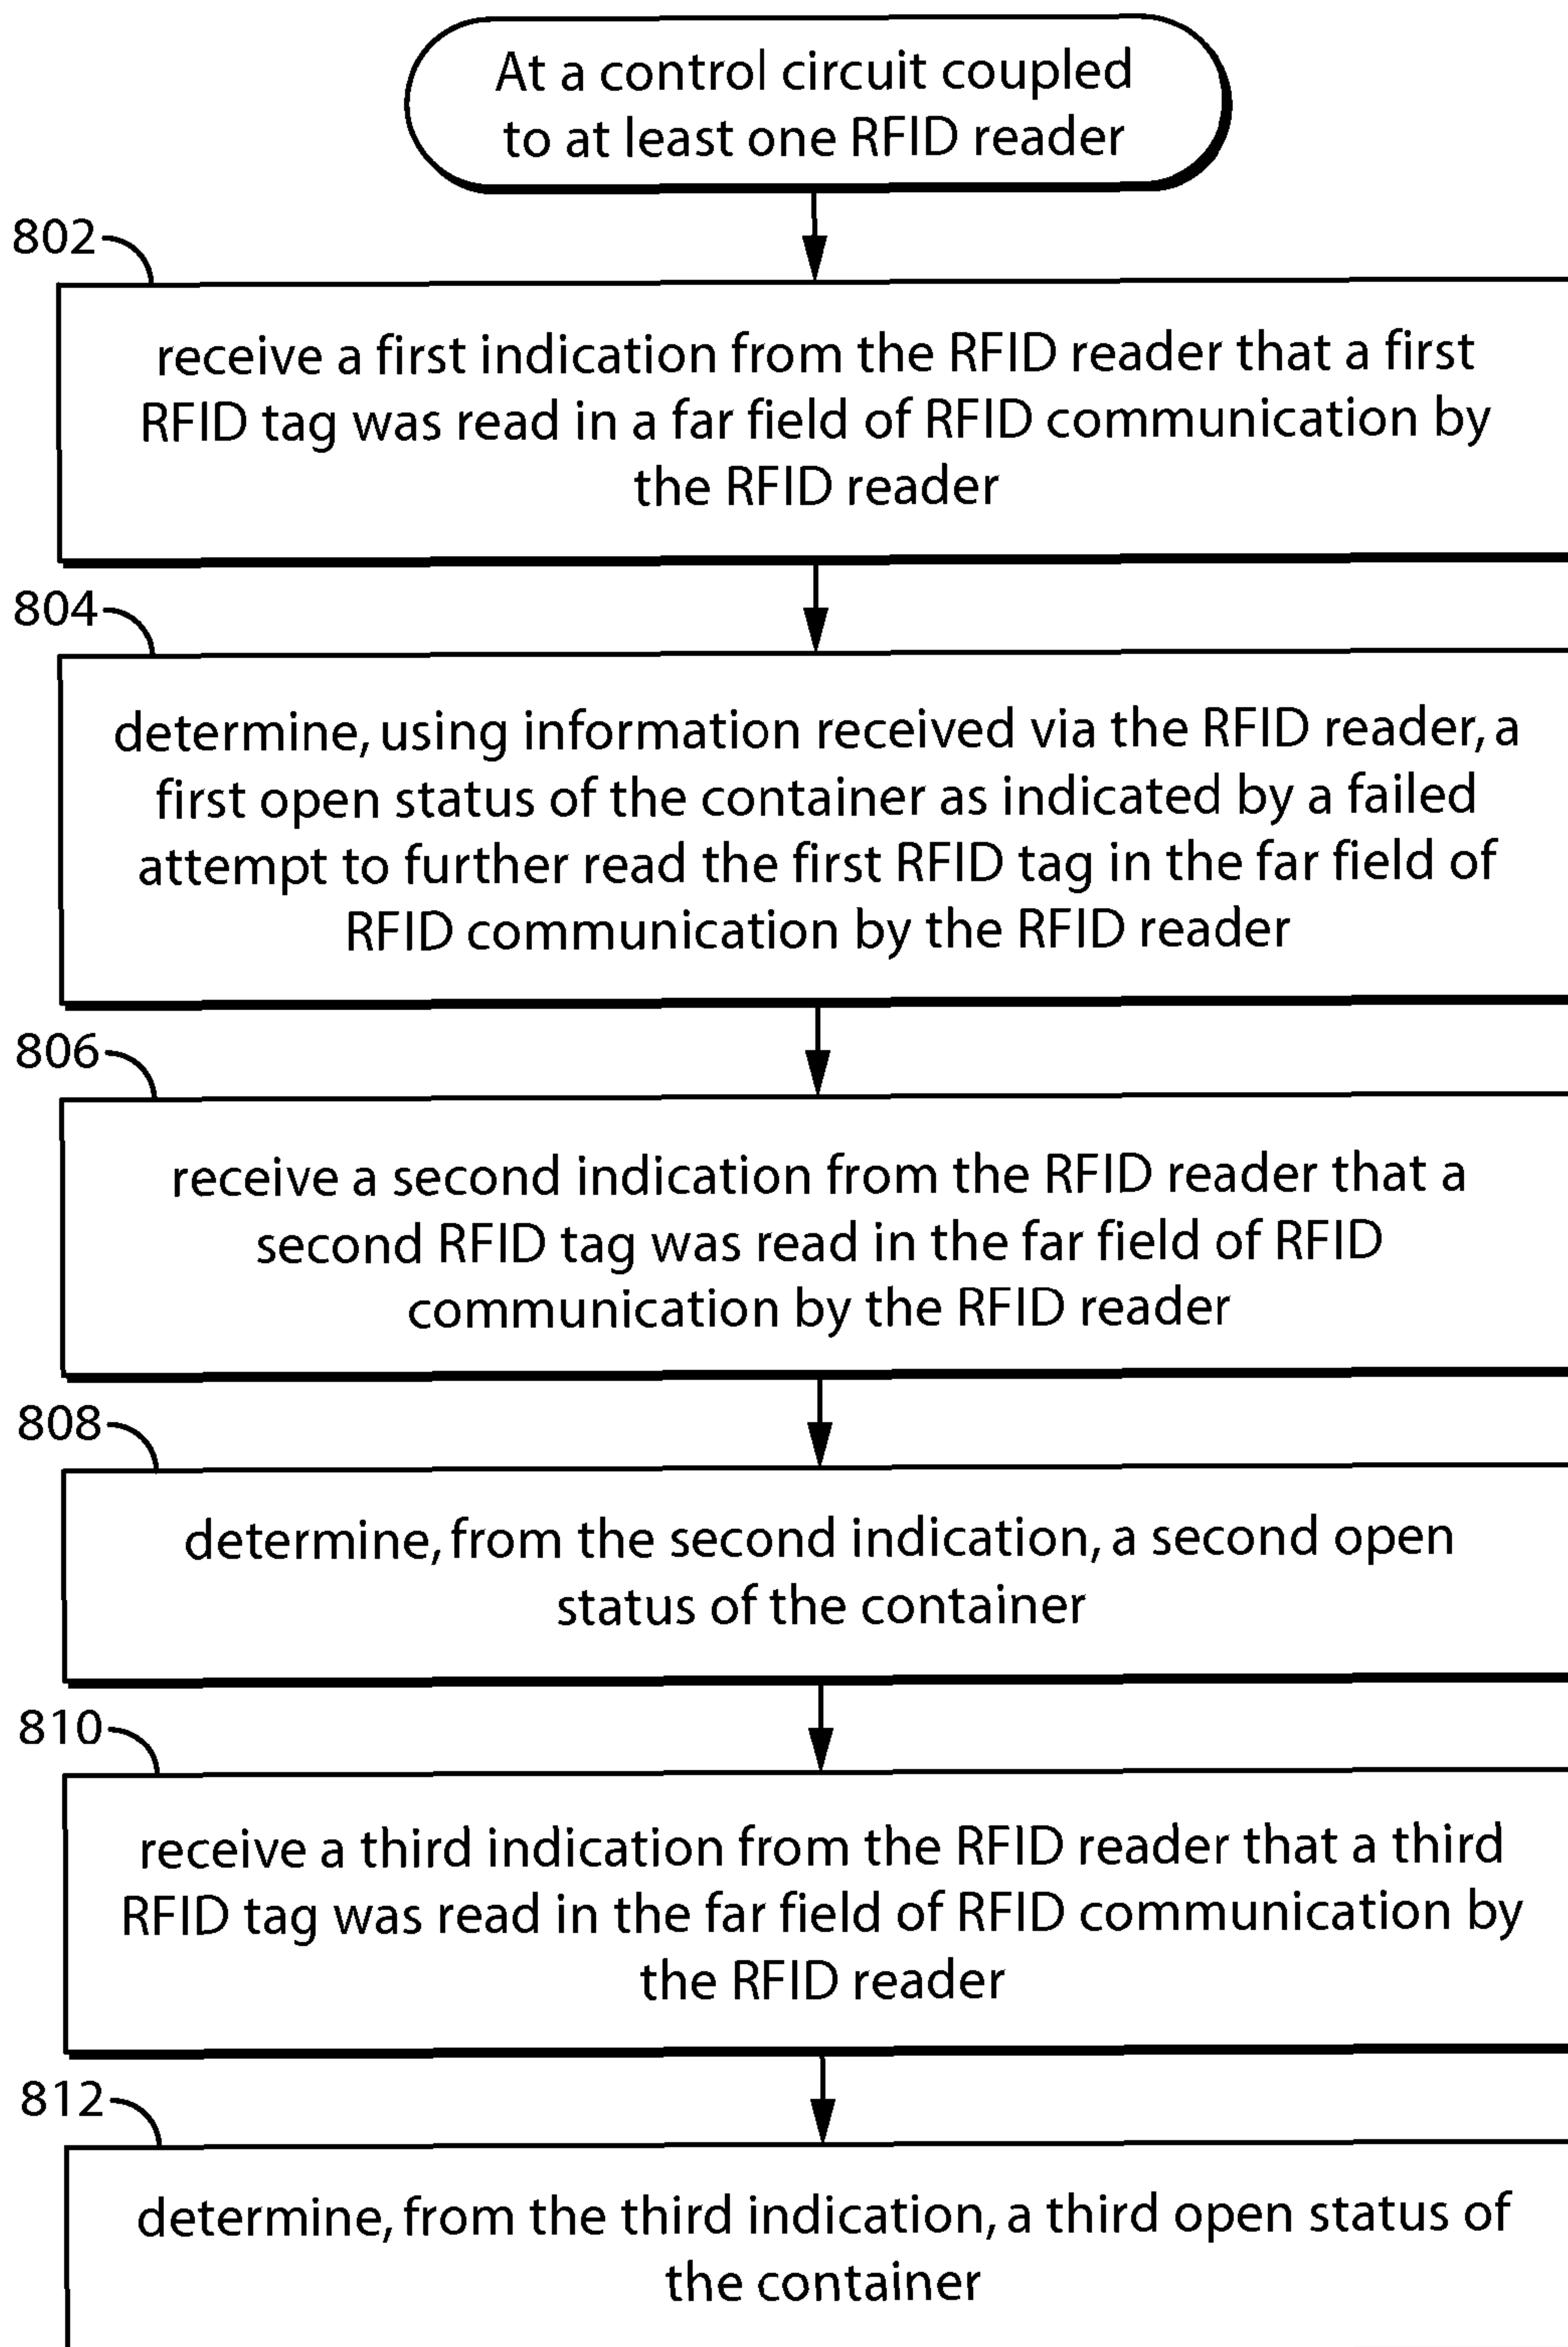 At a control circuit coupled
to at least one RFID reader
802
receive a first indication from the RFID reader that a first
RFID tag was read in a far field of RFID communication by
the RFID reader
804
determine, using information received via the RFID reader, a
first open status of the container as indicated by a failed
attempt to further read the first RFID tag in the far field of
RFID communication by the RFID reader
806
receive a second indication from the RFID reader that a
second RFID tag was read in the far field of RFID
communication by the RFID reader
808
determine, from the second indication, a second open
status of the container
810
receive a third indication from the RFID reader that a third
RFID tag was read in the far field of RFID communication by
the RFID reader
812
determine, from the third indication, a third open status of
the container